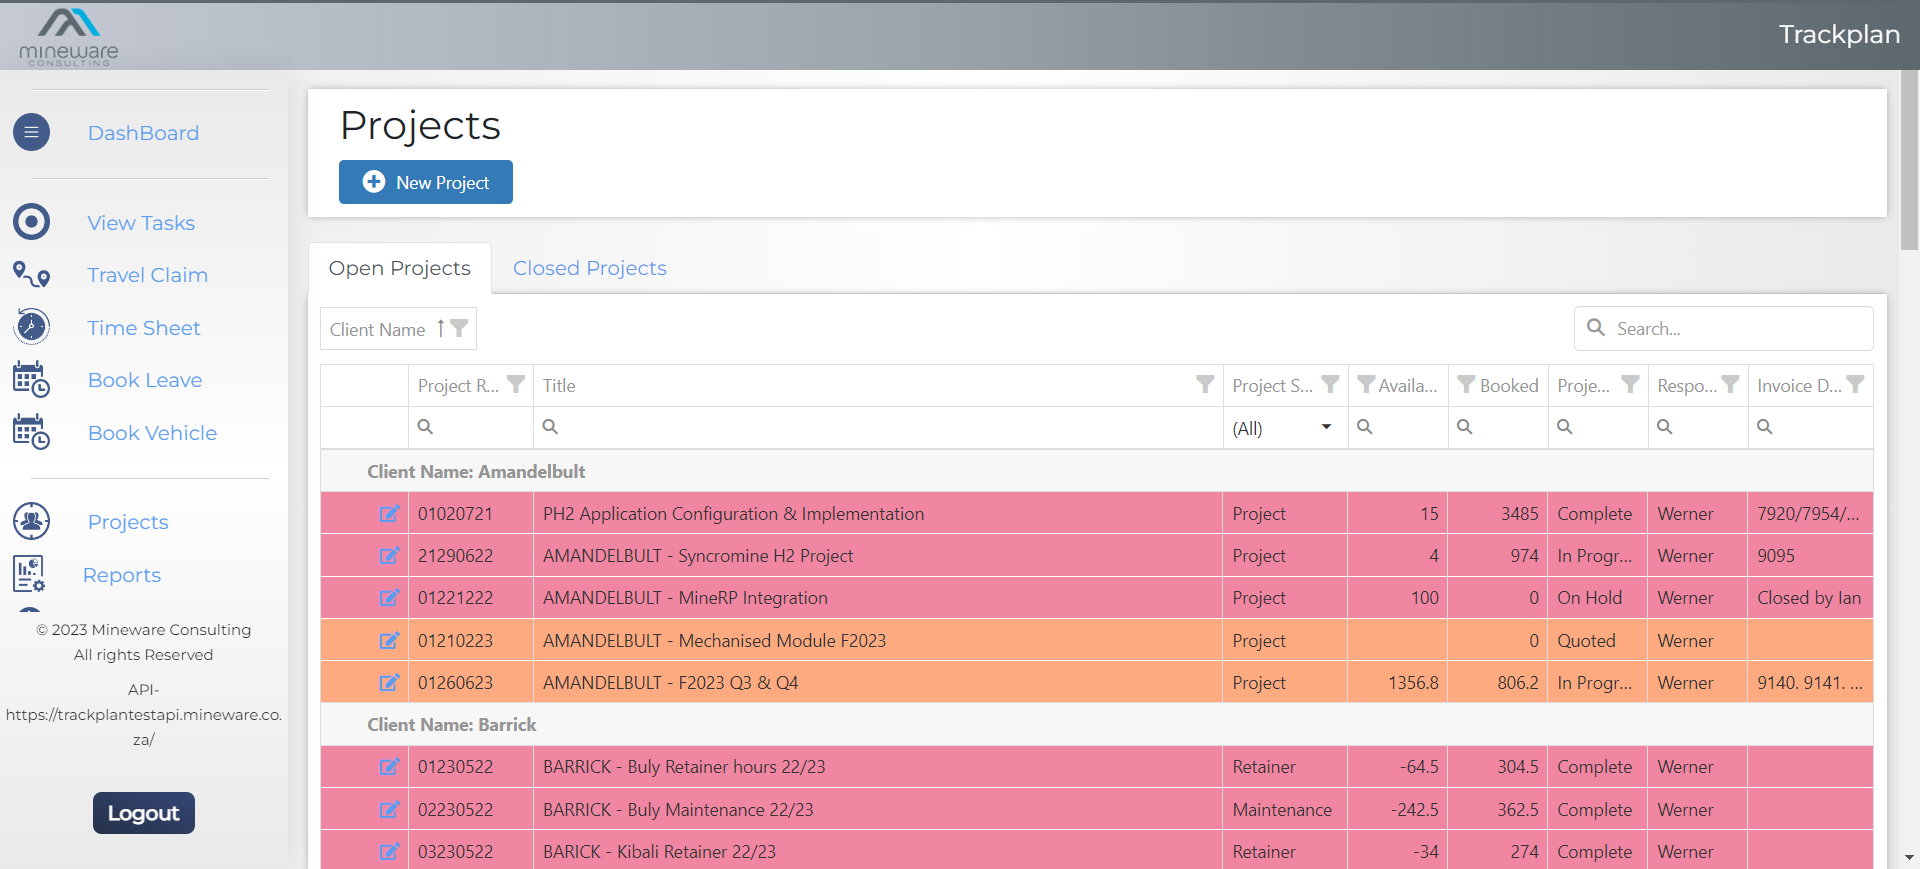 mineware
CONSULTING
Trackplan
DashBoard
View Tasks
Travel Claim
Time Sheet
Book Leave
Book Vehicle
Projects
Reports
© 2023 Mineware Consulting
All rights Reserved
API-
https://trackplantestapi.mineware.co.
za/
Logout
Projects
New Project
Open Projects Closed Projects
Client Name ↑ Search...
Project R... Title Project S... Availa... Booked Proje... Respo... Invoice D...
(All)
Client Name: Amandelbult
01020721 PH2 Application Configuration & Implementation Project 15 3485 Complete Werner 7920/7954/...
21290622 AMANDELBULT - Syncromine H2 Project Project 4 974 In Progr... Werner 9095
01221222 AMANDELBULT - MineRP Integration Project 100 0 On Hold Werner Closed by Ian
01210223 AMANDELBULT - Mechanised Module F2023 Project 0 Quoted Werner
01260623 AMANDELBULT - F2023 Q3 & Q4 Project 1356.8 806.2 In Progr... Werner 9140. 9141. ...
Client Name: Barrick
01230522 BARRICK - Buly Retainer hours 22/23 Retainer -64.5 304.5 Complete Werner
02230522 BARRICK - Buly Maintenance 22/23 Maintenance -242.5 362.5 Complete Werner
03230522 BARICK - Kibali Retainer 22/23 Retainer -34 274 Complete Werner